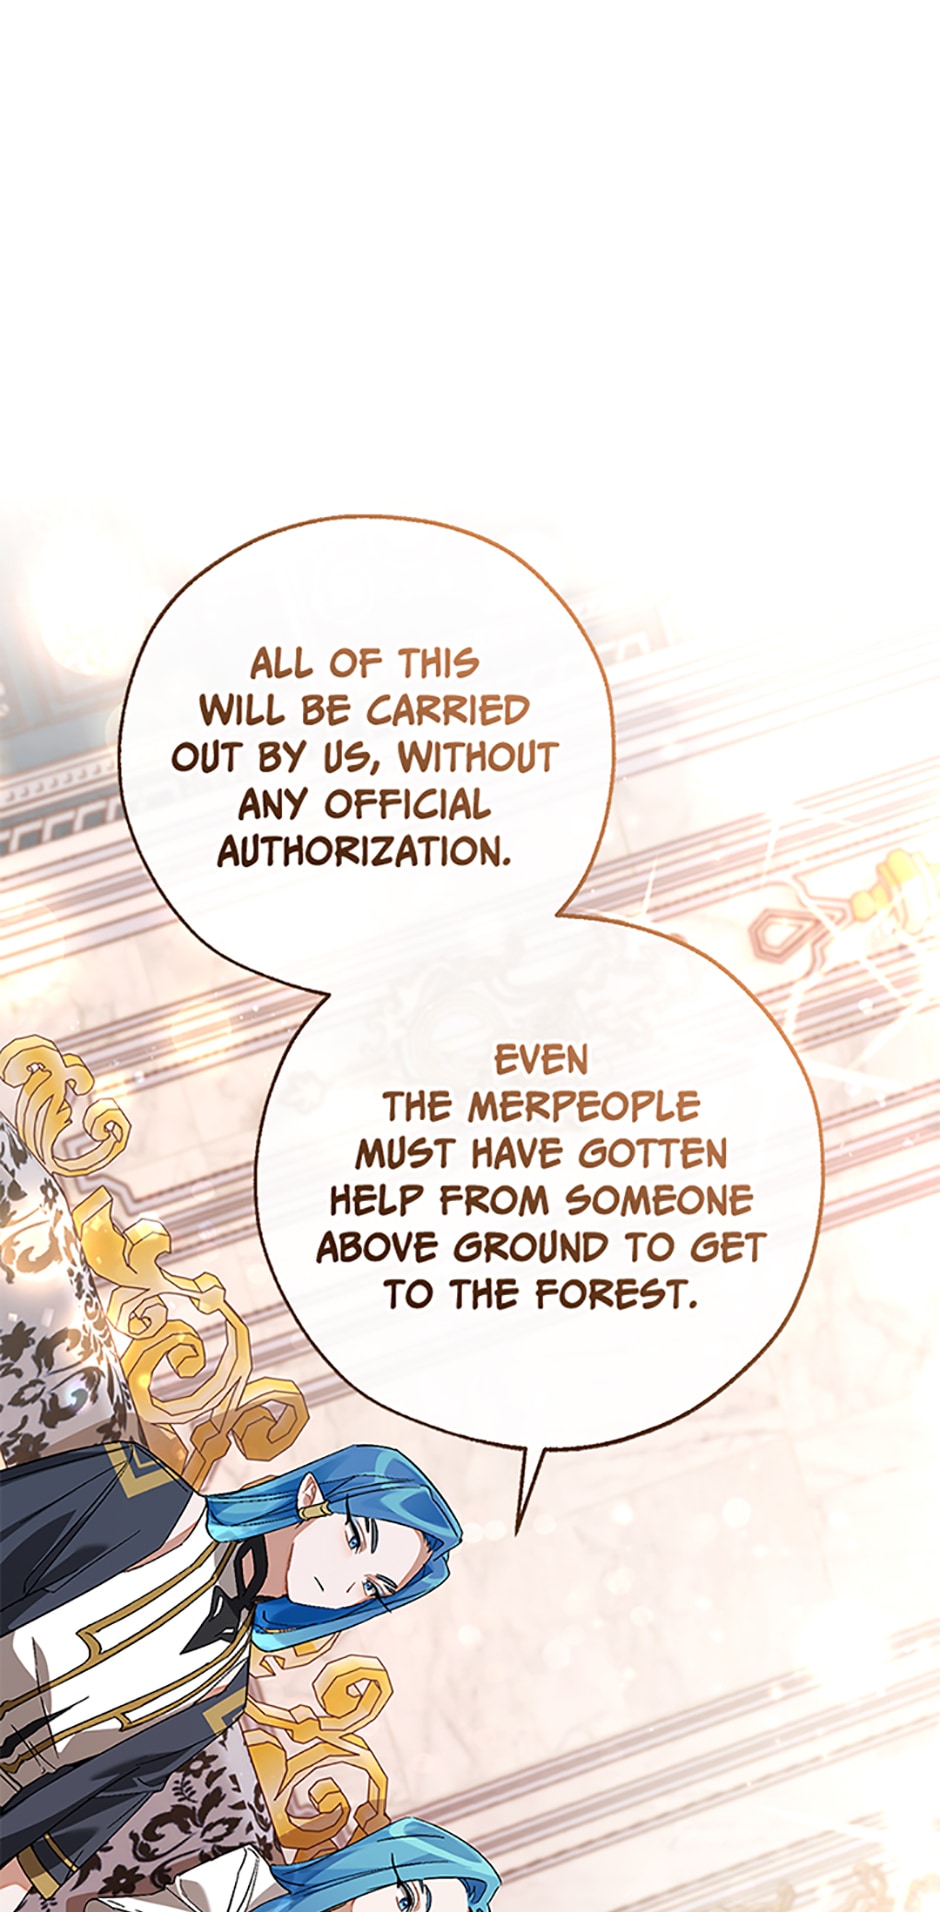 ALL OF THIS
WILL BE CARRIED
OUT BY US, WITHOUT
ANY OFFICIAL
AUTHORIZATION.
EVEN
THE MERPEOPLE
MUST HAVE GOTTEN
HELP FROM SOMEONE
ABOVE GROUND TO GET
TO THE FOREST.